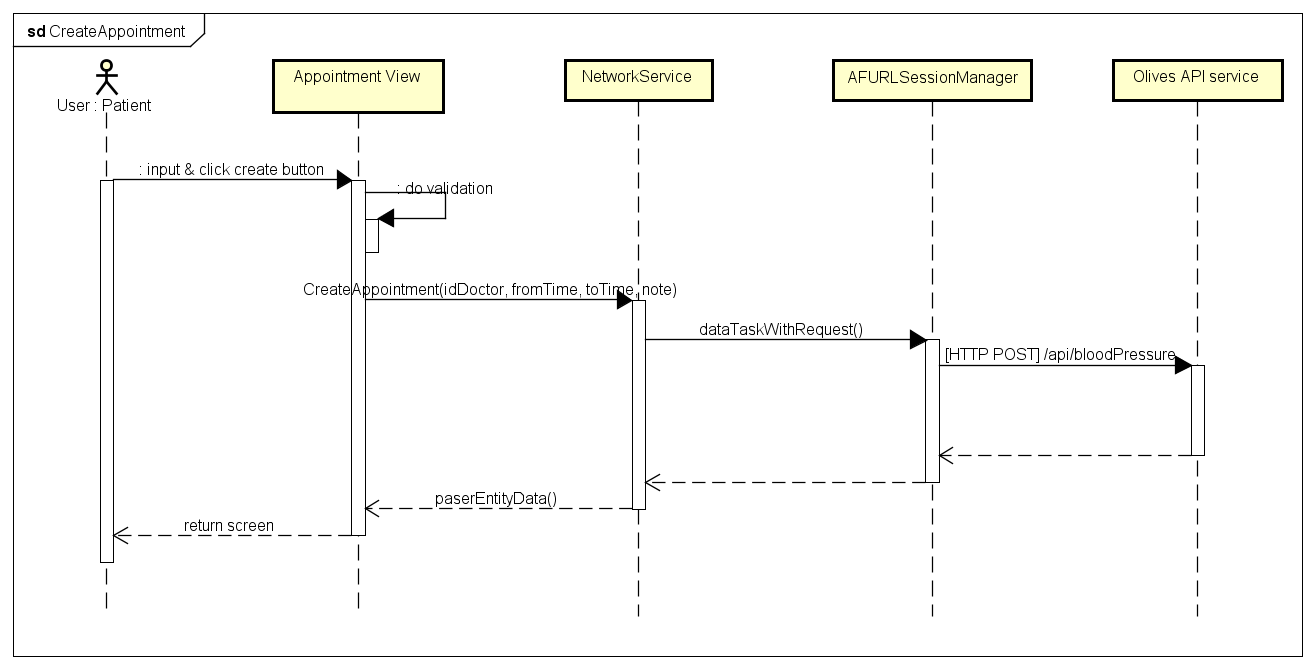 sd CreateAppointment
User : Patient
Appointment View
NetworkService
AFURLSessionManager
Olives API service
: input & click create button
: do validation
CreateAppointment(idDoctor, fromTime, toTime, note)
dataTaskWithRequest()
[HTTP POST] /api/bloodPressure
paserEntityData()
return screen